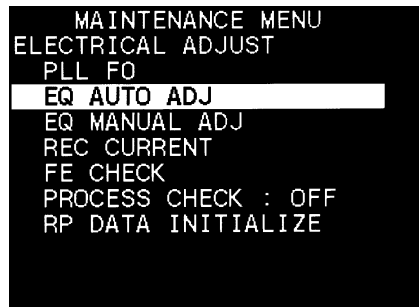 MAINTENANCE MENU
ELECTRICAL ADJUST
PLL FO
EQ AUTO ADJ
EQ MANUAL ADJ
REC CURRENT
FE CHECK
PROCESS CHECK : OFF
RP DATA INITIALIZE